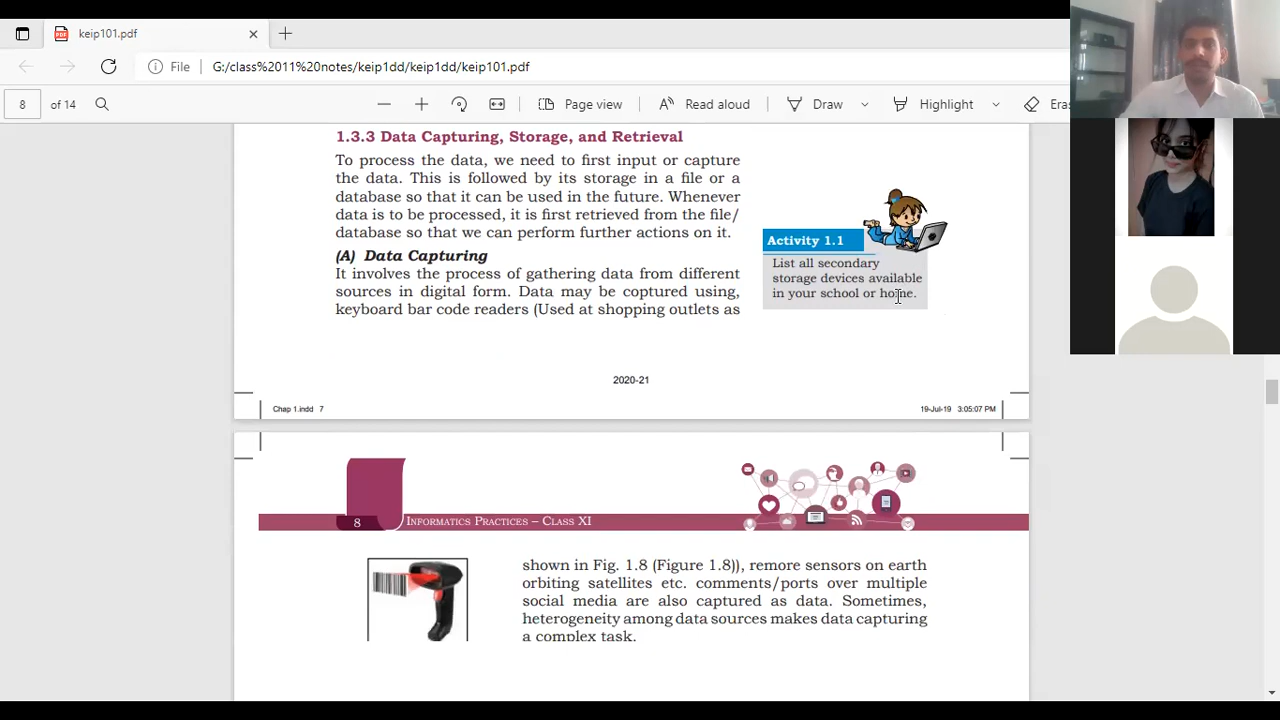 keip101.pdf
File G:/class%2011%20notes/keip1dd/keip1dd/keip101.pdf
8 of 14 Page view Read aloud Draw Highlight Eras
1.3.3 Data Capturing, Storage, and Retrieval
To process the data, we need to first input or capture
the data. This is followed by its storage in a file or a
database so that it can be used in the future. Whenever
data is to be processed, it is first retrieved from the file/
database so that we can perform further actions on it.
(A) Data Capturing
It involves the process of gathering data from different
sources in digital form. Data may be coptured using,
keyboard bar code readers (Used at shopping outlets as
Activity 1.1
List all secondary
storage devices available
in your school or home.
2020-21
Chap 1.indd 7
19-Jul-19 3:05:07 PM
8 Informatics Practices – Class XI
shown in Fig. 1.8 (Figure 1.8)), remore sensors on earth
orbiting satellites etc. comments/ports over multiple
social media are also captured as data. Sometimes,
heterogeneity among data sources makes data capturing
a complex task.